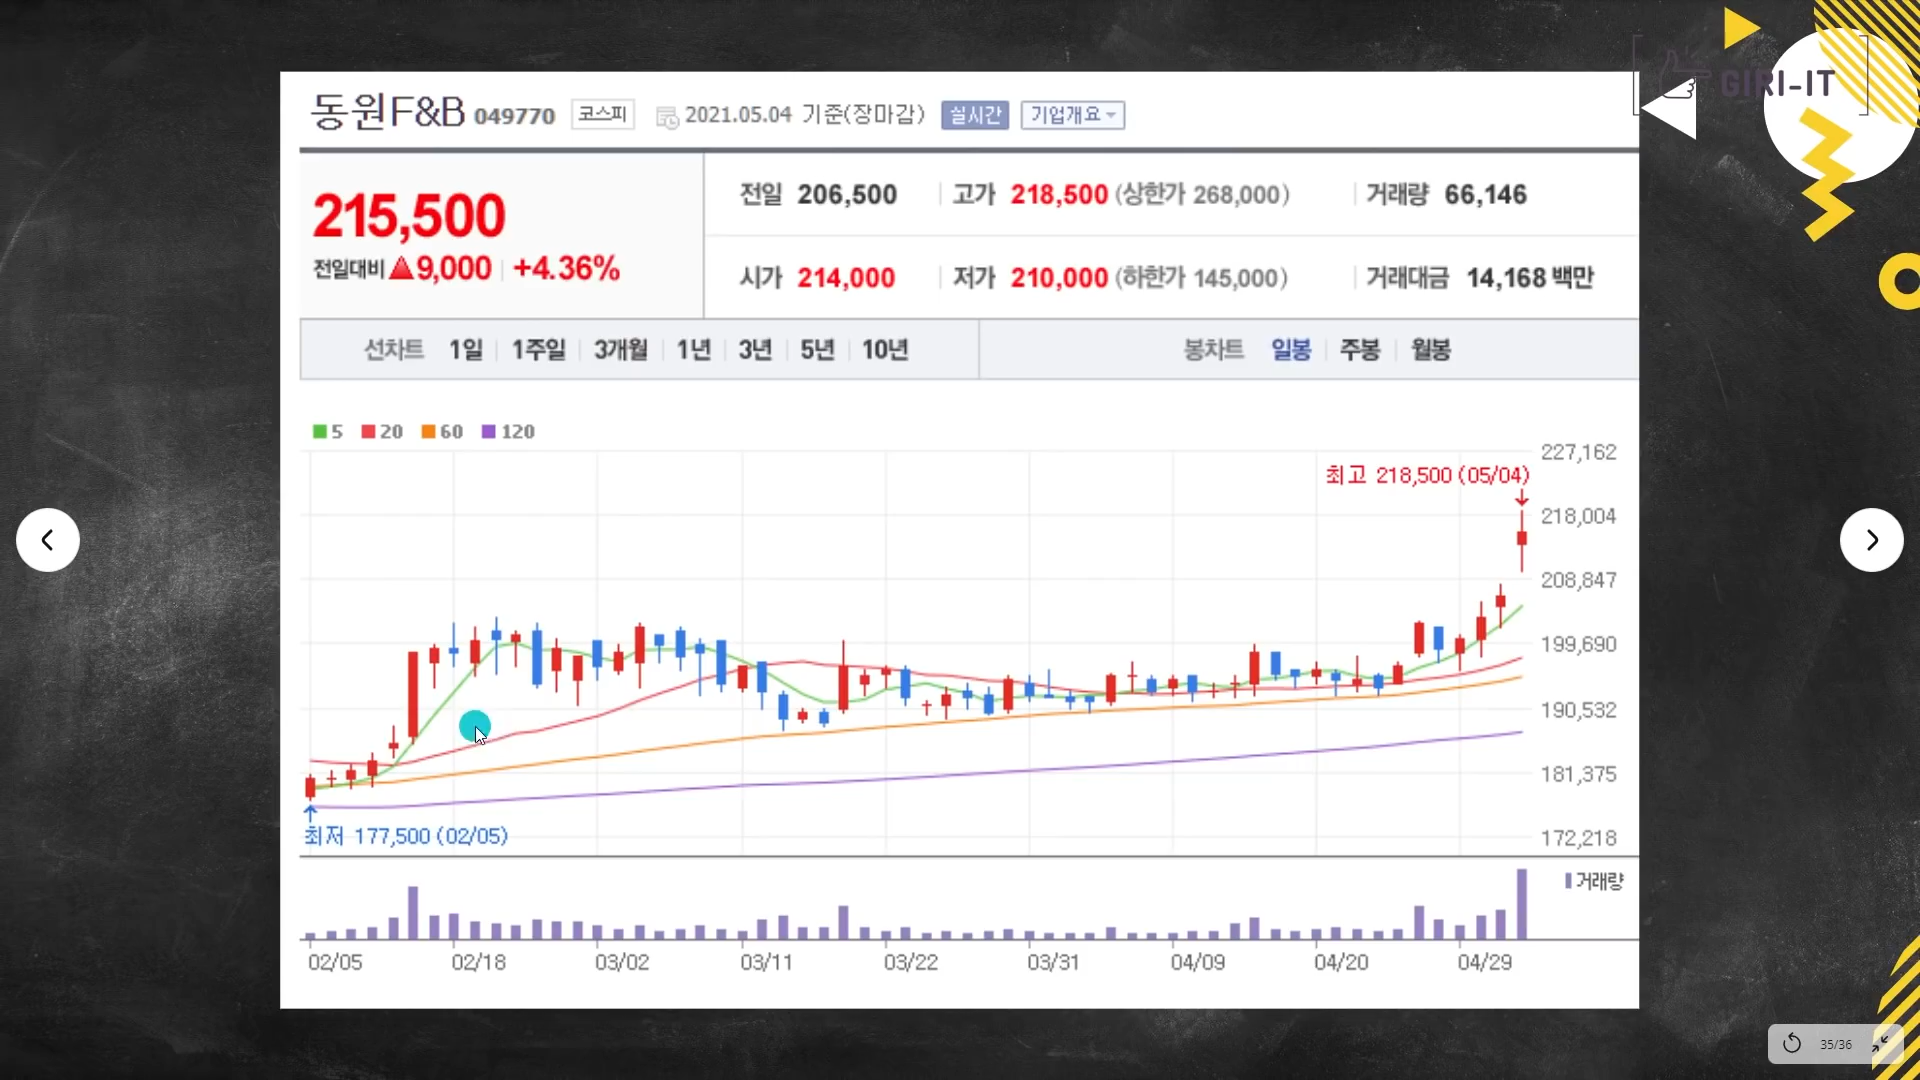 GIRI-IT
동원F&B 049770 코스피 2021.05.04 기준(장마감) 실시간 기업개요
215,500
전일대비 ▲9,000 +4.36%
전일 206,500 고가 218,500 (상한가 268,000) 거래량 66,146
시가 214,000 저가 210,000 (하한가 145,000) 거래대금 14,168 백만
선차트 1일 1주일 3개월 1년 3년 5년 10년 봉차트 일봉 주봉 월봉
5 20 60 120
227,162
최고 218,500 (05/04)
218,004
208,847
199,690
190,532
181,375
최저 177,500 (02/05)
172,218
거래량
02/05 02/18 03/02 03/11 03/22 03/31 04/09 04/20 04/29
35/36